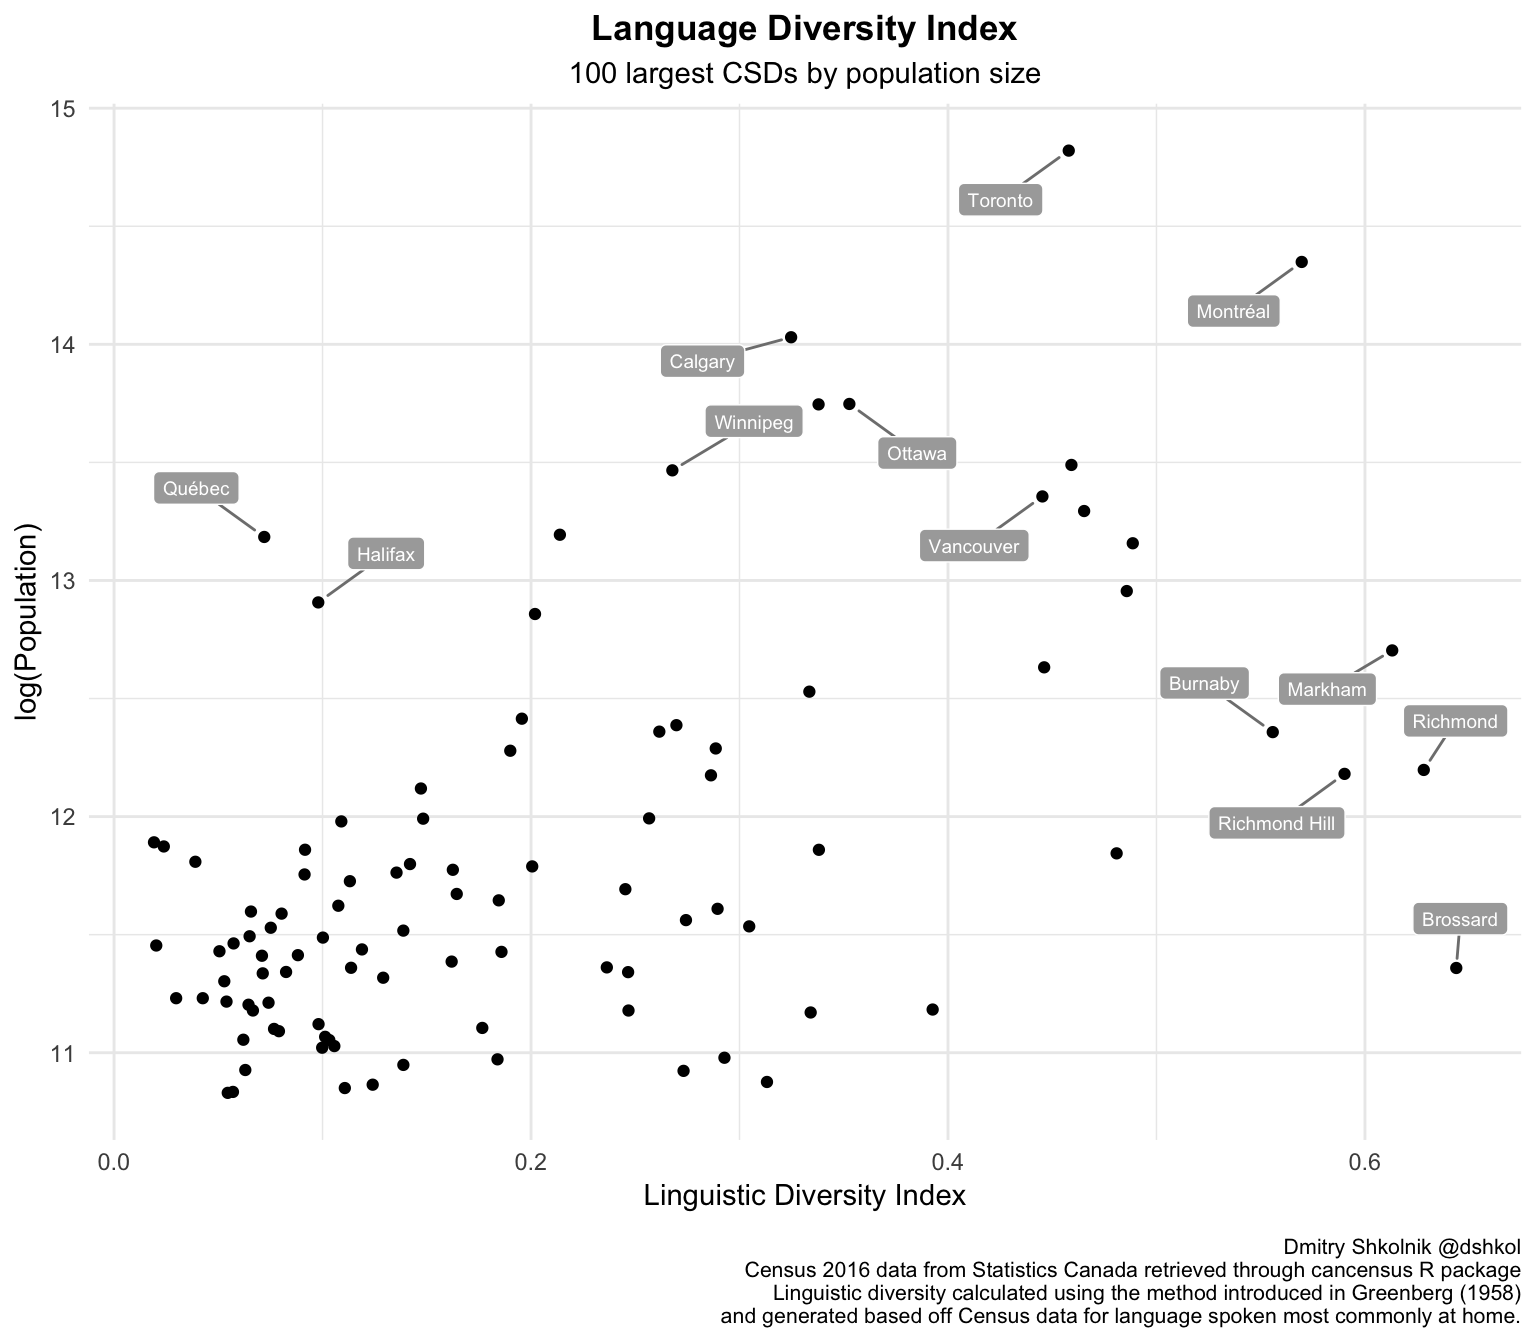 Language Diversity Index
100 largest CSDs by population size
15
Toronto
Montréal
14
Calgary
Winnipeg
Ottawa
Québec
Vancouver
Halifax
13
Burnaby
Markham
Richmond
12
Richmond Hill
Brossard
11
log(Population)
0.0
0.2
0.4
0.6
Linguistic Diversity Index
Dmitry Shkolnik @dshkol
Census 2016 data from Statistics Canada retrieved through cancensus R package
Linguistic diversity calculated using the method introduced in Greenberg (1958)
and generated based off Census data for language spoken most commonly at home.